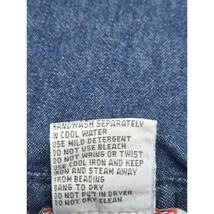 HANDWASH SEPARATELY
IN COOL WATER
USE MILD DETERGENT
DO NOT USE BLEACH
DO NOT WRING OR TWIST
USE COOL IRON AND KEEP
IRON AND STEAM AWAY
FROM BEADING
HANG TO DRY
DO NOT PUT IN DRYER
DO NOT DRY CLEAN